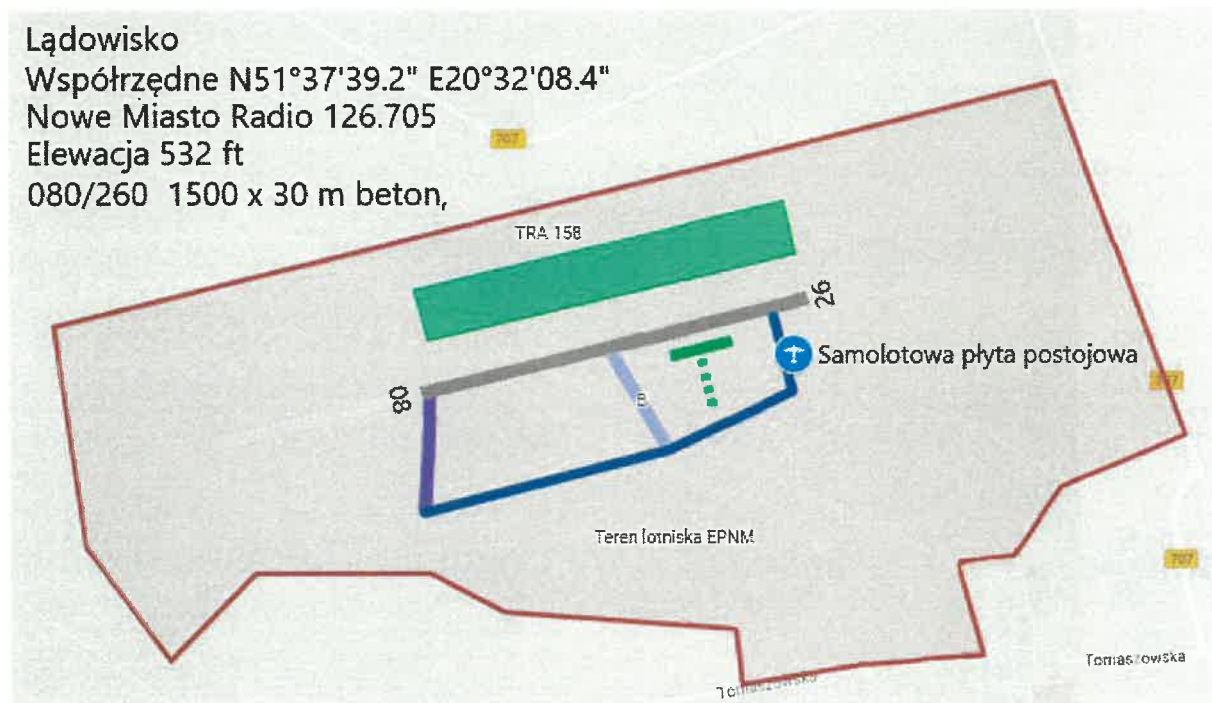 Lądowisko
Współrzędne N51°37'39.2" E20°32'08.4"
Nowe Miasto Radio 126.705
Elewacja 532 ft
080/260 1500 x 30 m beton,
707
TRA 158
26
Samolotowa płyta postojowa
707
08
B
Teren lotniska EPNM
707
Tomaszowska
Tomaszowska